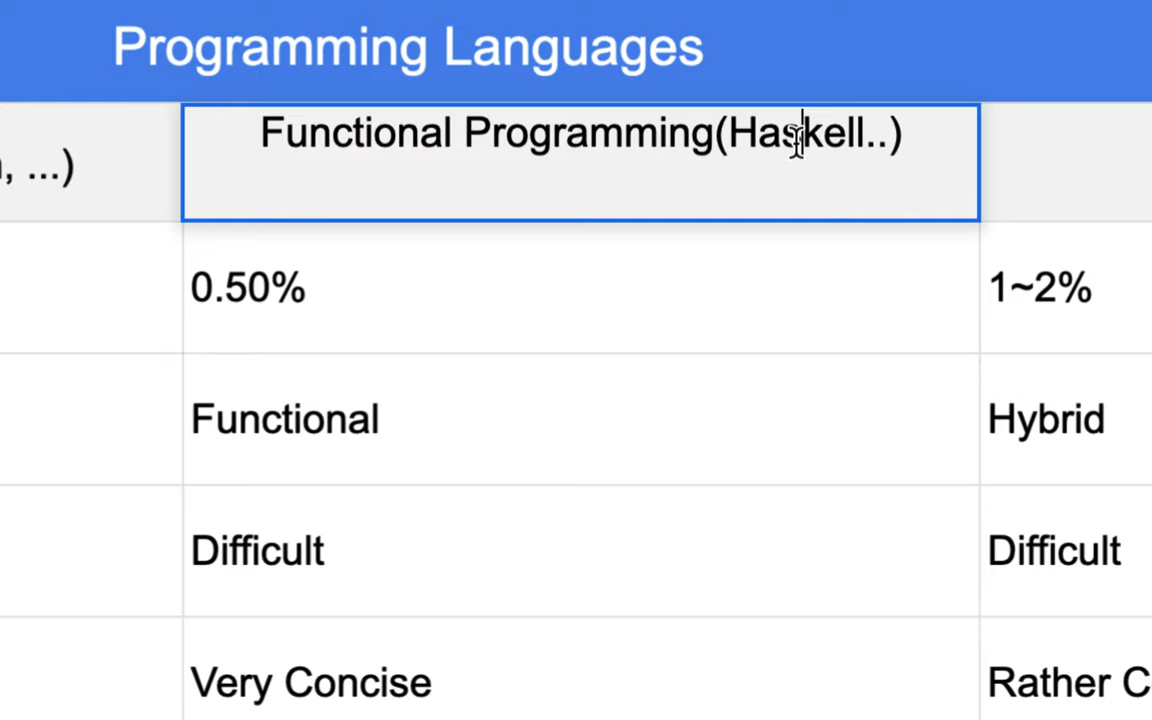 Programming Languages
, ...)
Functional Programming(Haskell..)
0.50%
1~2%
Functional
Hybrid
Difficult
Difficult
Very Concise
Rather